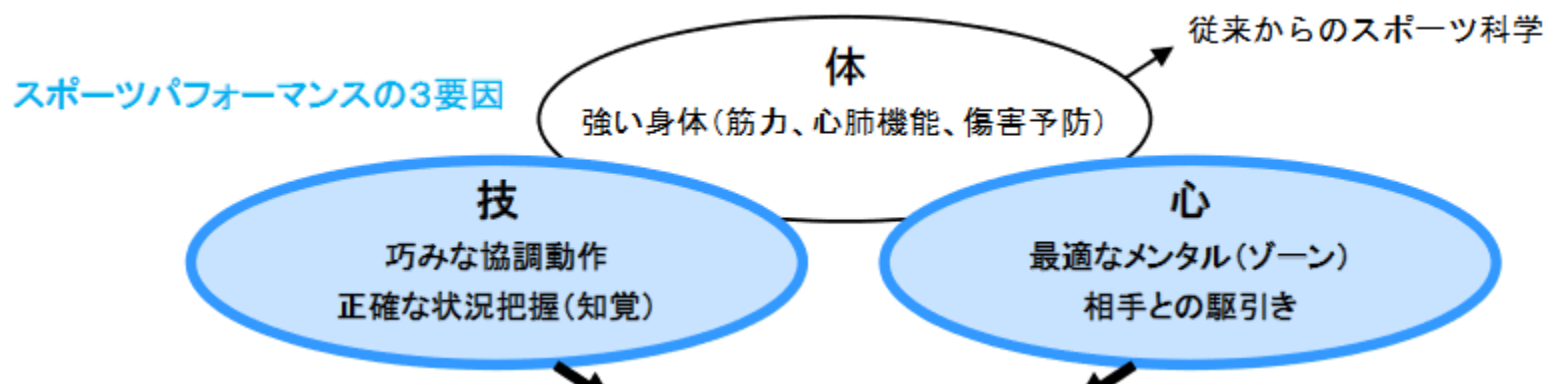 従来からのスポーツ科学
スポーツパフォーマンスの3要因
体
強い身体(筋力、心肺機能、傷害予防)
技
巧みな協調動作
正確な状況把握(知覚)
心
最適なメンタル(ゾーン)
相手との駆引き